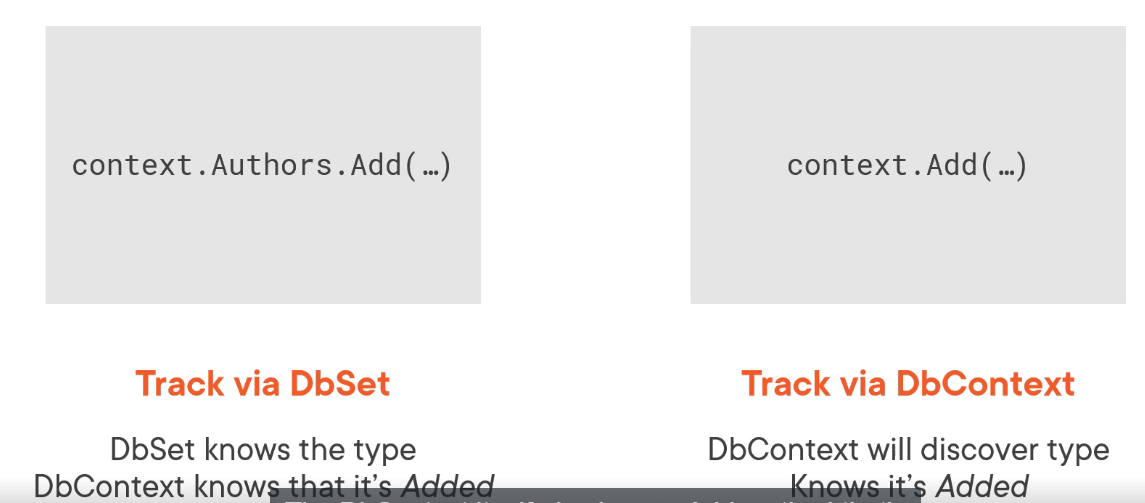 context.Authors.Add(…)
context.Add(…)
Track via DbSet
Track via DbContext
DbSet knows the type
DbContext knows that it's Added
DbContext will discover type
Knows it's Added